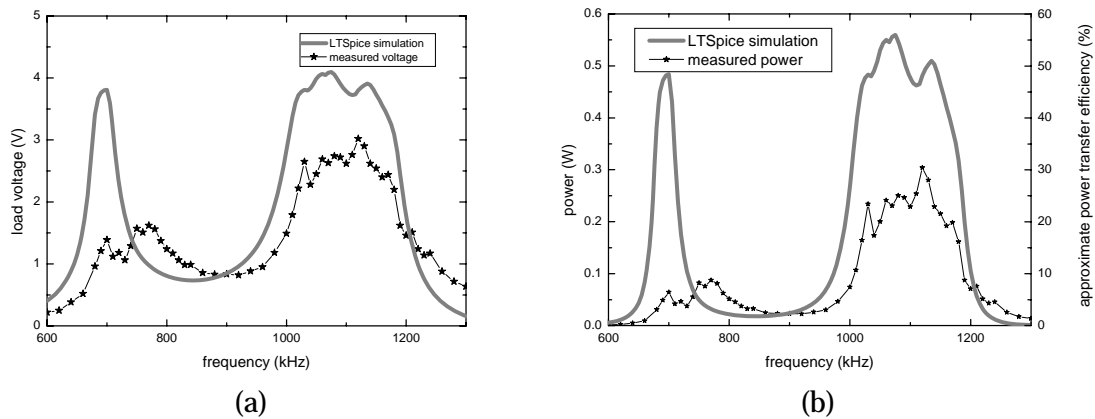 5
4
3
2
1
0
600 800 1000 1200
load voltage (V)
frequency (kHz)
LTSpice simulation
measured voltage
(a)
0.6
0.5
0.4
0.3
0.2
0.1
0.0
600 800 1000 1200
power (W)
frequency (kHz)
LTSpice simulation
measured power
60
50
40
30
20
10
0
approximate power transfer efficiency (%)
(b)